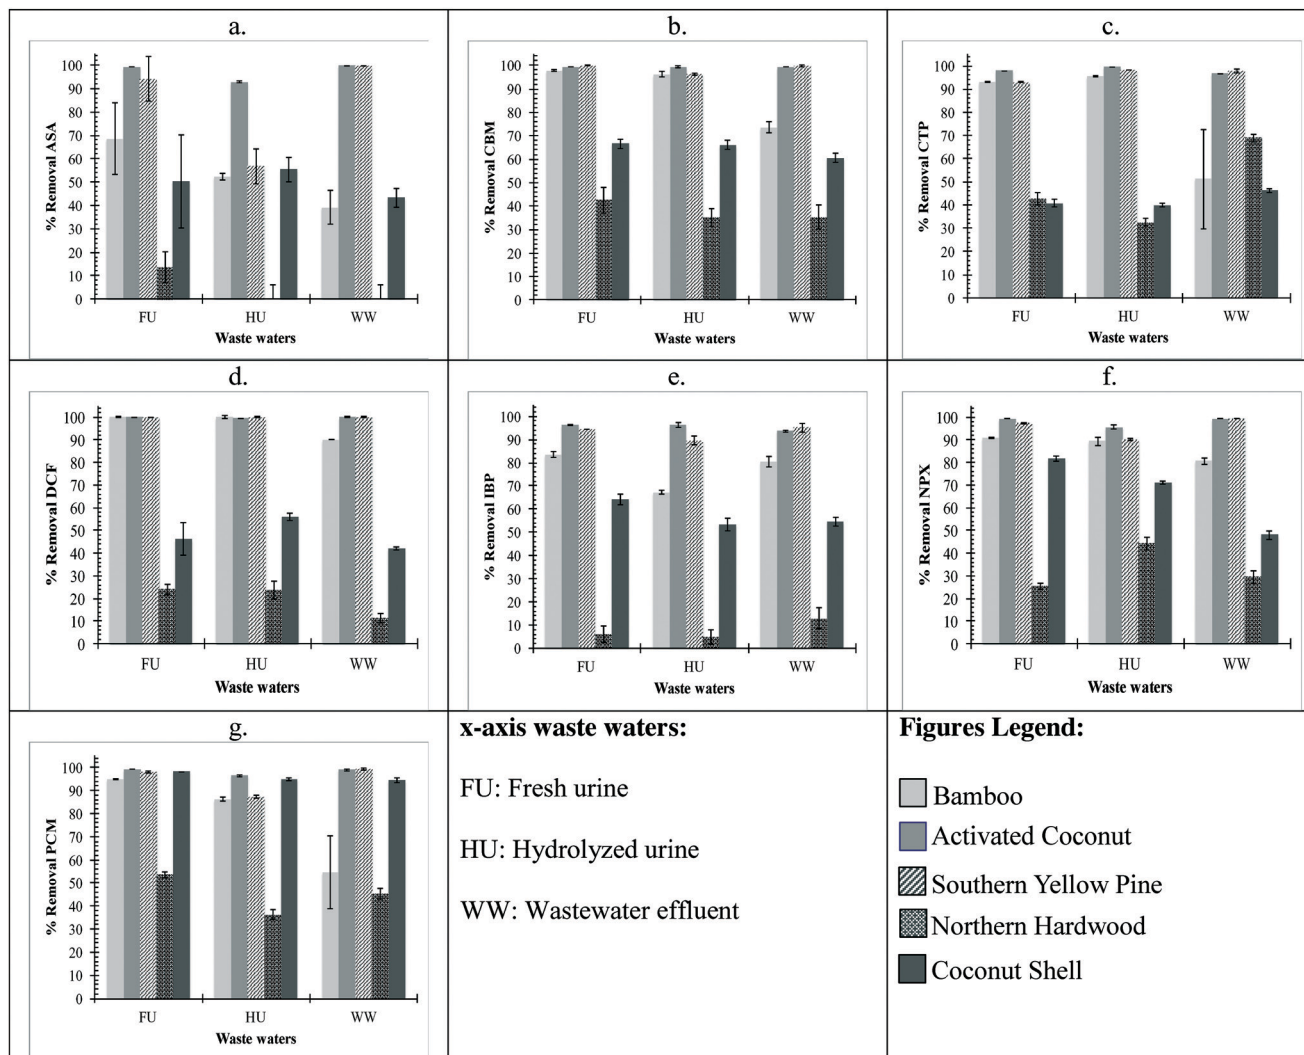 a.
% Removal ASA
100
90
80
70
60
50
40
30
20
10
0
FU HU WW
Waste waters
b.
% Removal CBM
100
90
80
70
60
50
40
30
20
10
0
FU HU WW
Waste waters
c.
% Removal CTP
100
90
80
70
60
50
40
30
20
10
0
FU HU WW
Waste waters
d.
% Removal DCF
100
90
80
70
60
50
40
30
20
10
0
FU HU WW
Waste waters
e.
% Removal IBP
100
90
80
70
60
50
40
30
20
10
0
FU HU WW
Waste waters
f.
% Removal NPX
100
90
80
70
60
50
40
30
20
10
0
FU HU WW
Waste waters
g.
% Removal PCM
100
90
80
70
60
50
40
30
20
10
0
FU HU WW
Waste waters
x-axis waste waters:
FU: Fresh urine
HU: Hydrolyzed urine
WW: Wastewater effluent
Figures Legend:
Bamboo
Activated Coconut
Southern Yellow Pine
Northern Hardwood
Coconut Shell